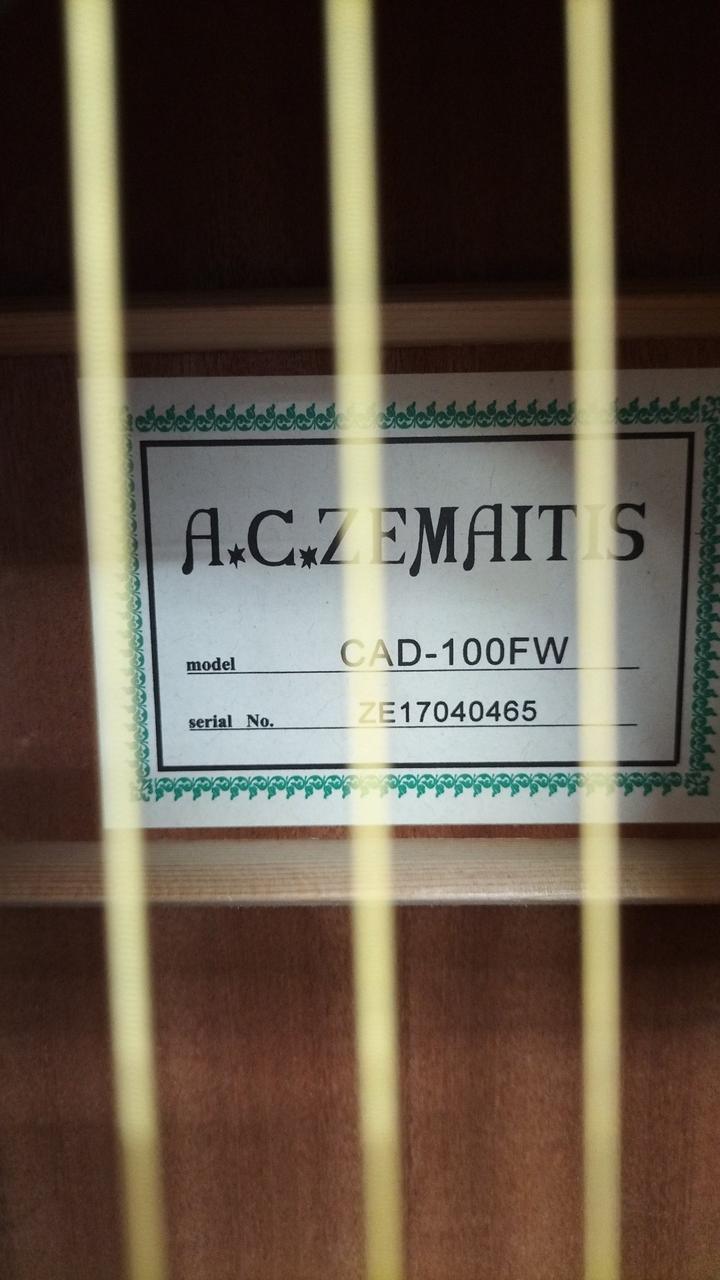 A.C.ZEMAITIS
model CAD-100FW
serial No. ZE17040465